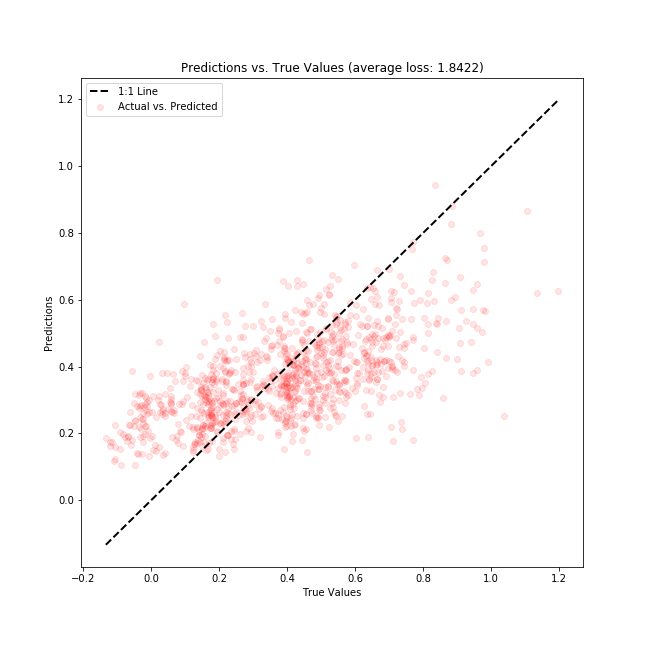 Predictions vs. True Values (average loss: 1.8422)
1:1 Line
Actual vs. Predicted
1.2
1.0
0.8
0.6
0.4
0.2
0.0
Predictions
−0.2 0.0 0.2 0.4 0.6 0.8 1.0 1.2
True Values